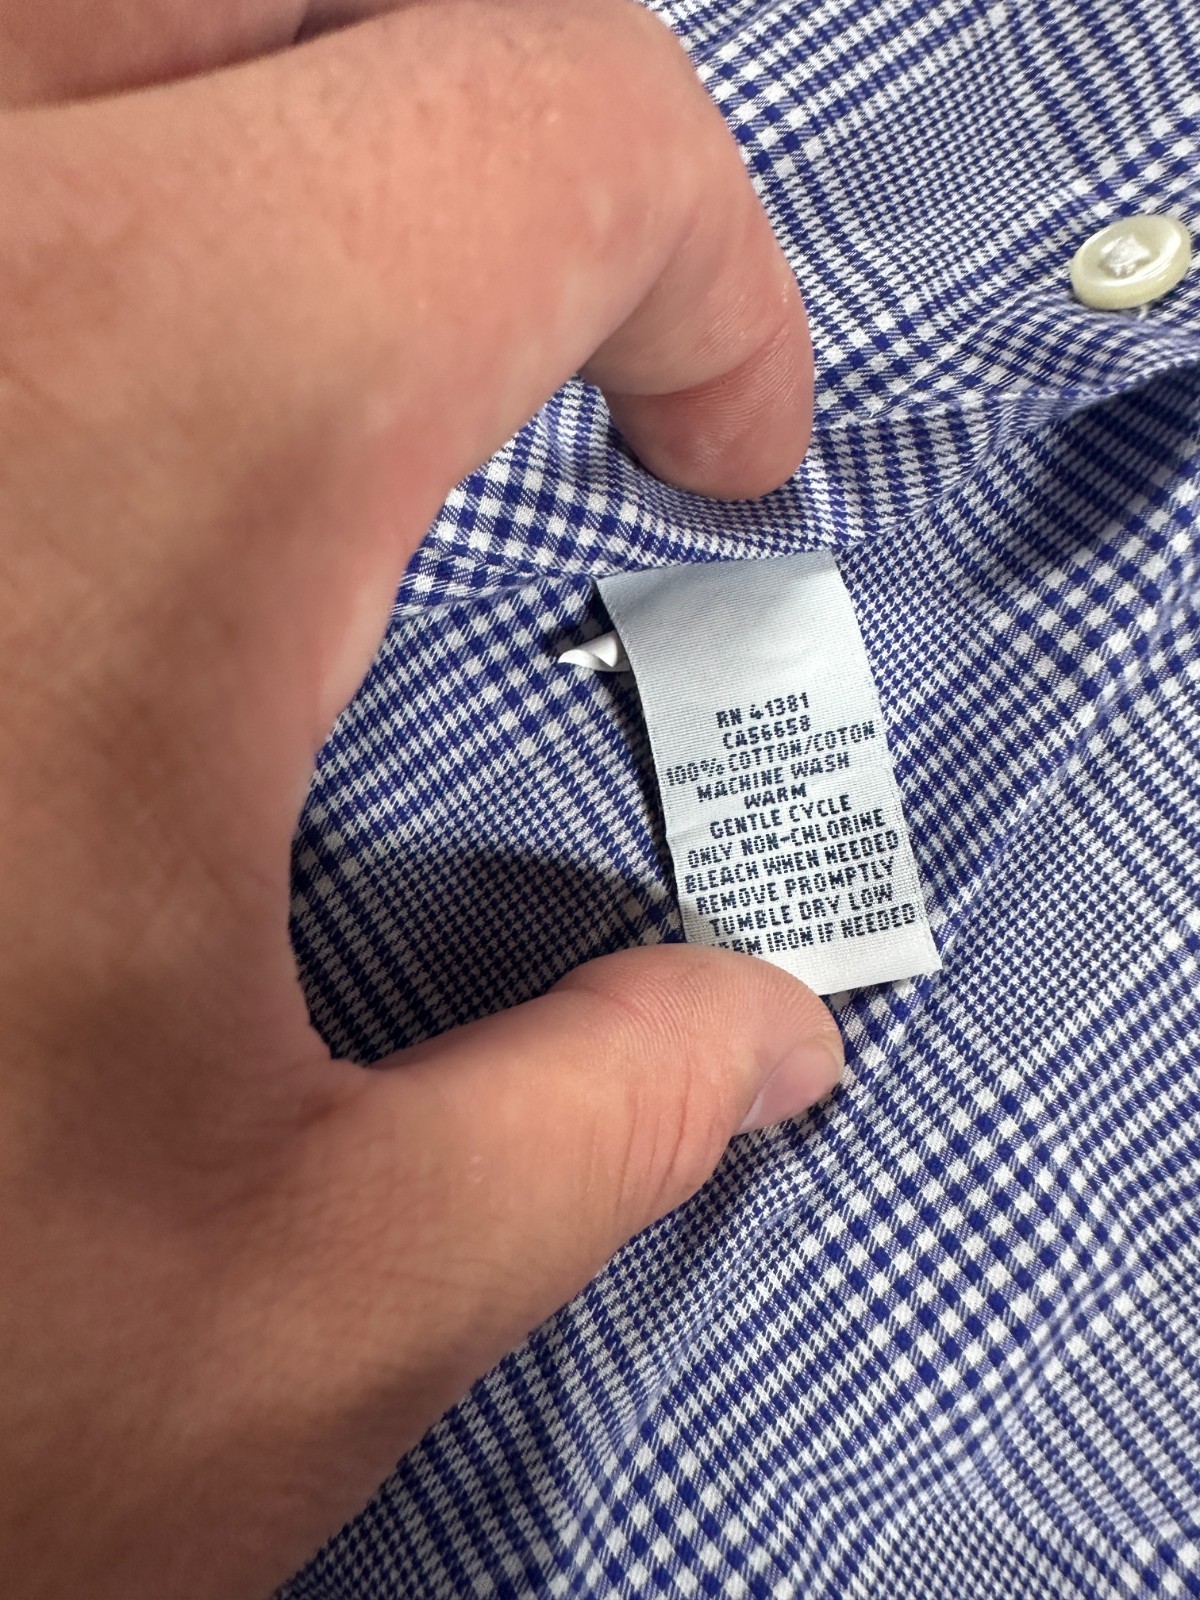 RN 41381
CA56658
100% COTTON/COTON
MACHINE WASH
WARM
GENTLE CYCLE
ONLY NON-CHLORINE
BLEACH WHEN NEEDED
REMOVE PROMPTLY
TUMBLE DRY LOW
IRON IF NEEDED